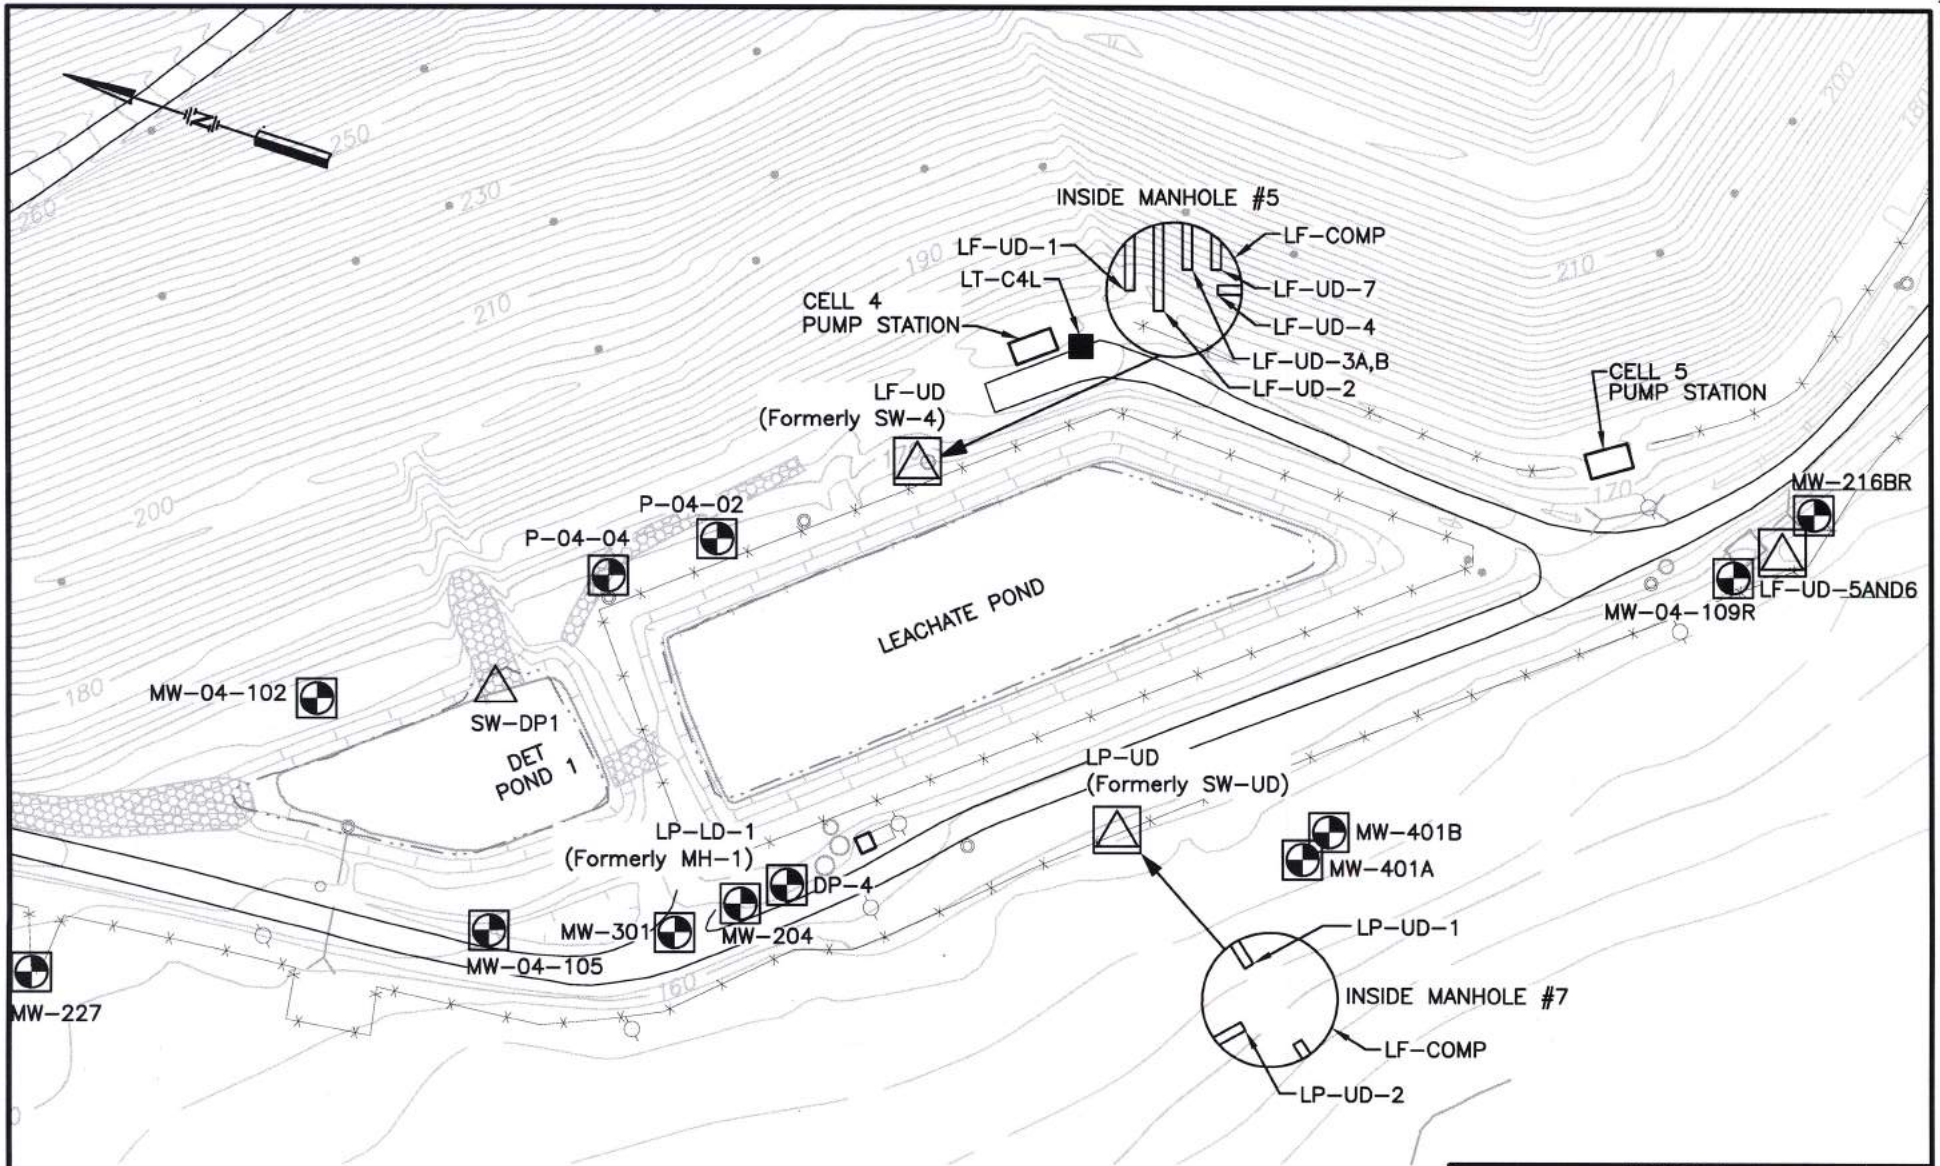 N
250
260
230
210
190
200
180
200
180
210
170
170
160
INSIDE MANHOLE #5
LF-UD-1
LF-COMP
LT-C4L
LF-UD-7
CELL 4
PUMP STATION
LF-UD-4
LF-UD-3A,B
LF-UD-2
LF-UD
(Formerly SW-4)
CELL 5
PUMP STATION
MW-216BR
P-04-02
P-04-04
LEACHATE POND
LF-UD-5AND6
MW-04-109R
MW-04-102
SW-DP1
DET
POND 1
LP-UD
(Formerly SW-UD)
LP-LD-1
(Formerly MH-1)
MW-401B
MW-401A
DP-4
MW-301
MW-204
MW-04-105
MW-227
LP-UD-1
INSIDE MANHOLE #7
LF-COMP
LP-UD-2